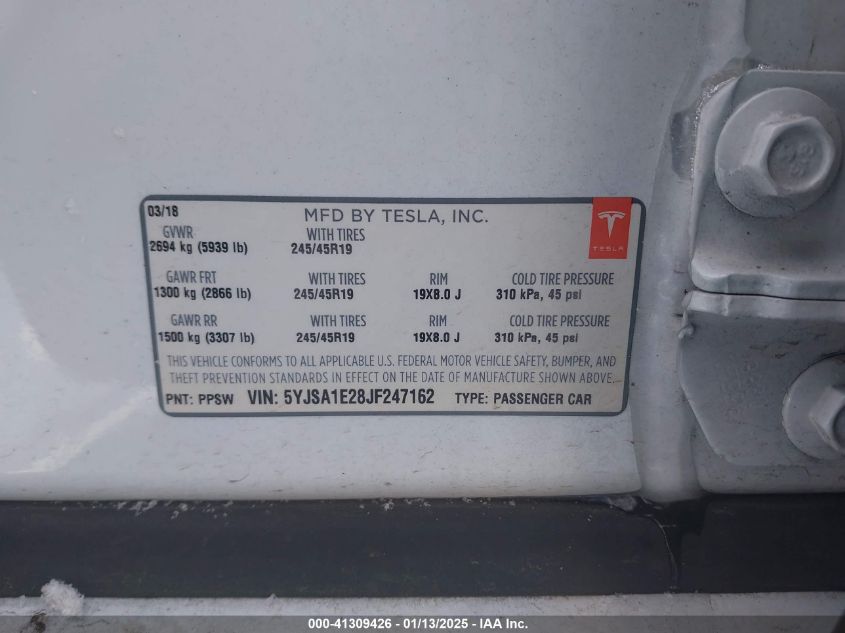 03/18
MFD BY TESLA, INC.
TESLA
GVWR WITH TIRES
2694 kg (5939 lb) 245/45R19
GAWR FRT WITH TIRES RIM COLD TIRE PRESSURE
1300 kg (2866 lb) 245/45R19 19X8.0 J 310 kPa, 45 psi
GAWR RR WITH TIRES RIM COLD TIRE PRESSURE
1500 kg (3307 lb) 245/45R19 19X8.0 J 310 kPa, 45 psi
THIS VEHICLE CONFORMS TO ALL APPLICABLE U.S. FEDERAL MOTOR VEHICLE SAFETY, BUMPER, AND
THEFT PREVENTION STANDARDS IN EFFECT ON THE DATE OF MANUFACTURE SHOWN ABOVE.
PNT: PPSW VIN: 5YJSA1E28JF247162 TYPE: PASSENGER CAR
000-41309426 - 01/13/2025 - © IAA Inc.